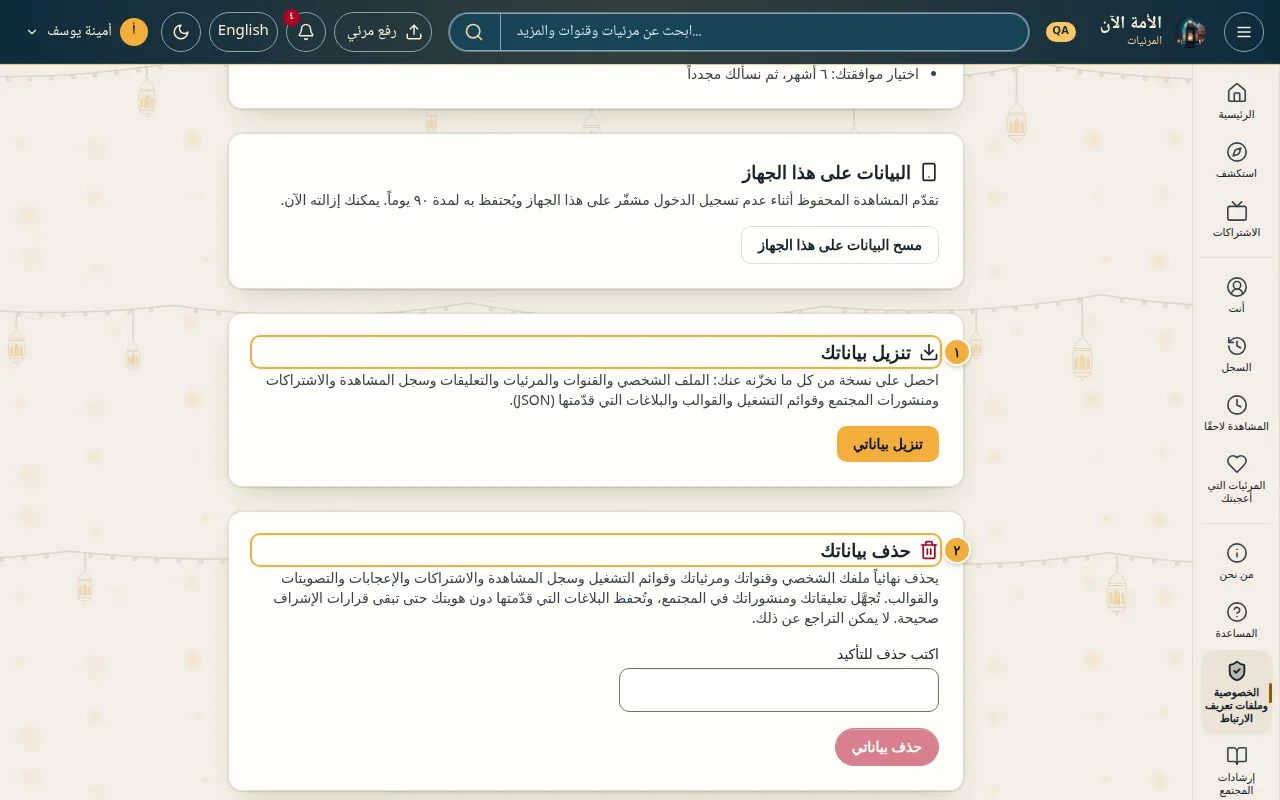 الأمة الآن
المرئيات
QA
ابحث عن مرئيات وقنوات والمزيد...
رفع مرئي
٤
English
أ
أمينة يوسف
الرئيسية
استكشف
الاشتراكات
أنت
السجل
المشاهدة لاحقًا
المرئيات التي
أعجبتك
من نحن
المساعدة
الخصوصية
وملفات تعريف
الارتباط
إرشادات
المجتمع
اختيار موافقتك: ٦ أشهر، ثم نسألك مجدداً
البيانات على هذا الجهاز
تقدّم المشاهدة المحفوظ أثناء عدم تسجيل الدخول مشفّر على هذا الجهاز ويُحتفظ به لمدة ٩٠ يوماً. يمكنك إزالته الآن.
مسح البيانات على هذا الجهاز
١
تنزيل بياناتك
احصل على نسخة من كل ما نخزّنه عنك: الملف الشخصي والقنوات والمرئيات والتعليقات وسجل المشاهدة والاشتراكات
ومنشورات المجتمع وقوائم التشغيل والقوالب والبلاغات التي قدّمتها (JSON).
تنزيل بياناتي
٢
حذف بياناتك
يحذف نهائياً ملفك الشخصي وقنواتك ومرئياتك وقوائم التشغيل وسجل المشاهدة والاشتراكات والإعجابات والتصويتات
والقوالب. تُجهَّل تعليقاتك ومنشوراتك في المجتمع، وتُحفظ البلاغات التي قدّمتها دون هويتك حتى تبقى قرارات الإشراف
صحيحة. لا يمكن التراجع عن ذلك.
اكتب حذف للتأكيد
حذف بياناتي